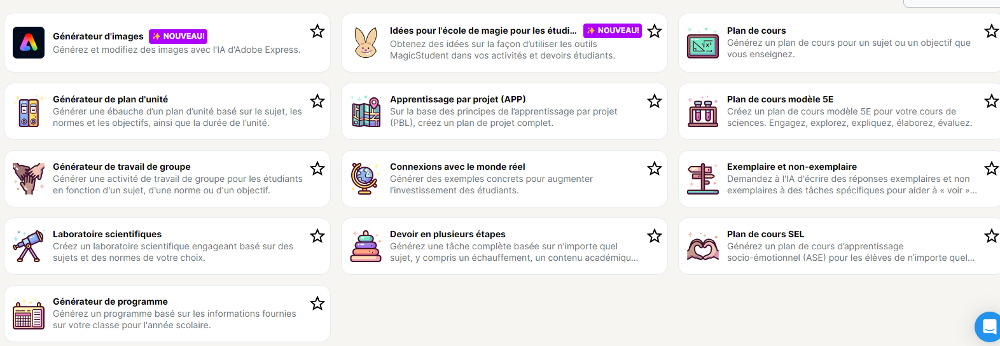 Générateur d'images
✨ NOUVEAU!
Générez et modifiez des images avec l'IA d'Adobe Express.
Idées pour l'école de magie pour les étudi...
✨ NOUVEAU!
Obtenez des idées sur la façon d’utiliser les outils
MagicStudent dans vos activités et devoirs étudiants.
Plan de cours
Générez un plan de cours pour un sujet ou un objectif que
vous enseignez.
Générateur de plan d'unité
Générer une ébauche d’un plan d’unité basé sur le sujet, les
normes et les objectifs, ainsi que la durée de l’unité.
Apprentissage par projet (APP)
Sur la base des principes de l’apprentissage par projet
(PBL), créez un plan de projet complet.
Plan de cours modèle 5E
Créez un plan de cours modèle 5E pour votre cours de
sciences. Engagez, explorez, expliquez, élaborez, évaluez.
Générateur de travail de groupe
Générer une activité de travail de groupe pour les étudiants
en fonction d'un sujet, d'une norme ou d'un objectif.
Connexions avec le monde réel
Générer des exemples concrets pour augmenter
l’investissement des étudiants.
Exemplaire et non-exemplaire
Demandez à l'IA d'écrire des réponses exemplaires et non
exemplaires à des tâches spécifiques pour aider à « voir »...
Laboratoire scientifiques
Créez un laboratoire scientifique engageant basé sur des
sujets et des normes de votre choix.
Devoir en plusieurs étapes
Générez une tâche complète basée sur n'importe quel
sujet, y compris un échauffement, un contenu académiqu...
Plan de cours SEL
Générez un plan de cours d’apprentissage
socio-émotionnel (ASE) pour les élèves de n’importe quel...
Générateur de programme
Générez un programme basé sur les informations fournies
sur votre classe pour l'année scolaire.